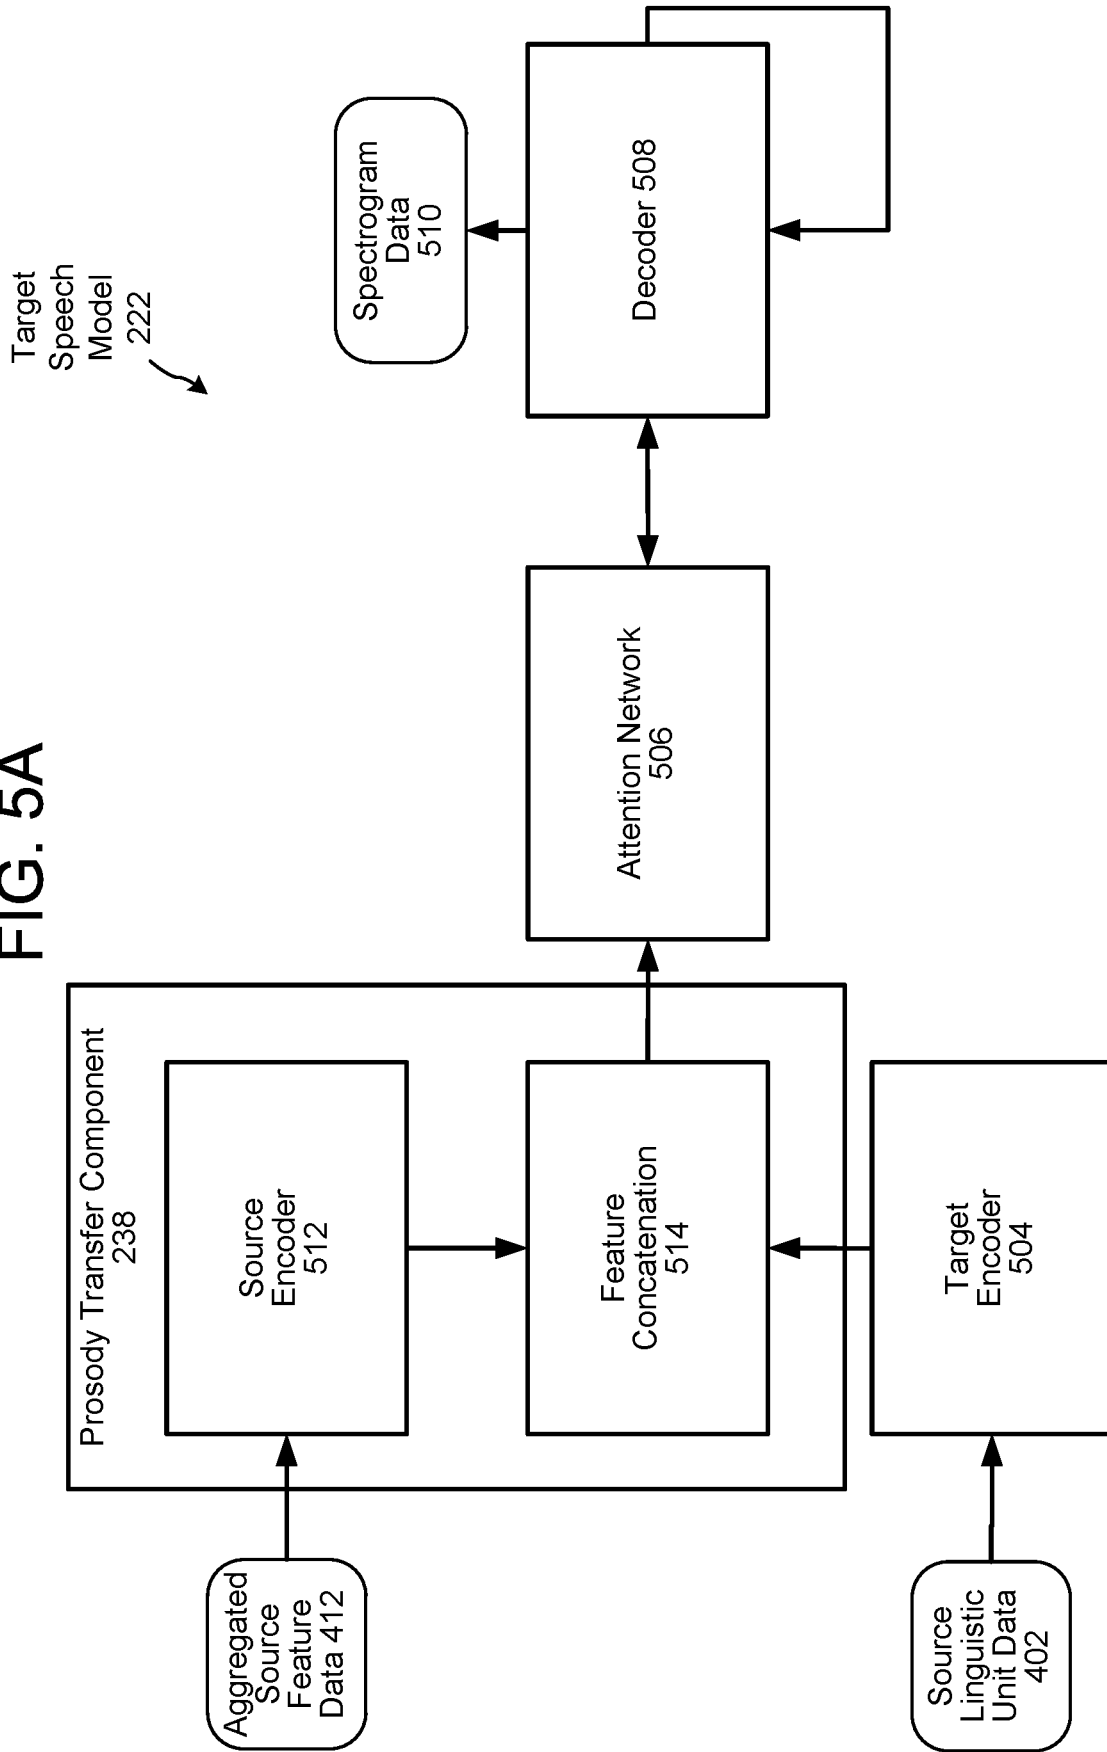 FIG. 5A
Target
Speech
Model
222
Prosody Transfer Component
238
Aggregated
Source
Feature
Data 412
Source
Encoder
512
Feature
Concatenation
514
Attention Network
506
Decoder 508
Spectrogram
Data
510
Source
Linguistic
Unit Data
402
Target
Encoder
504